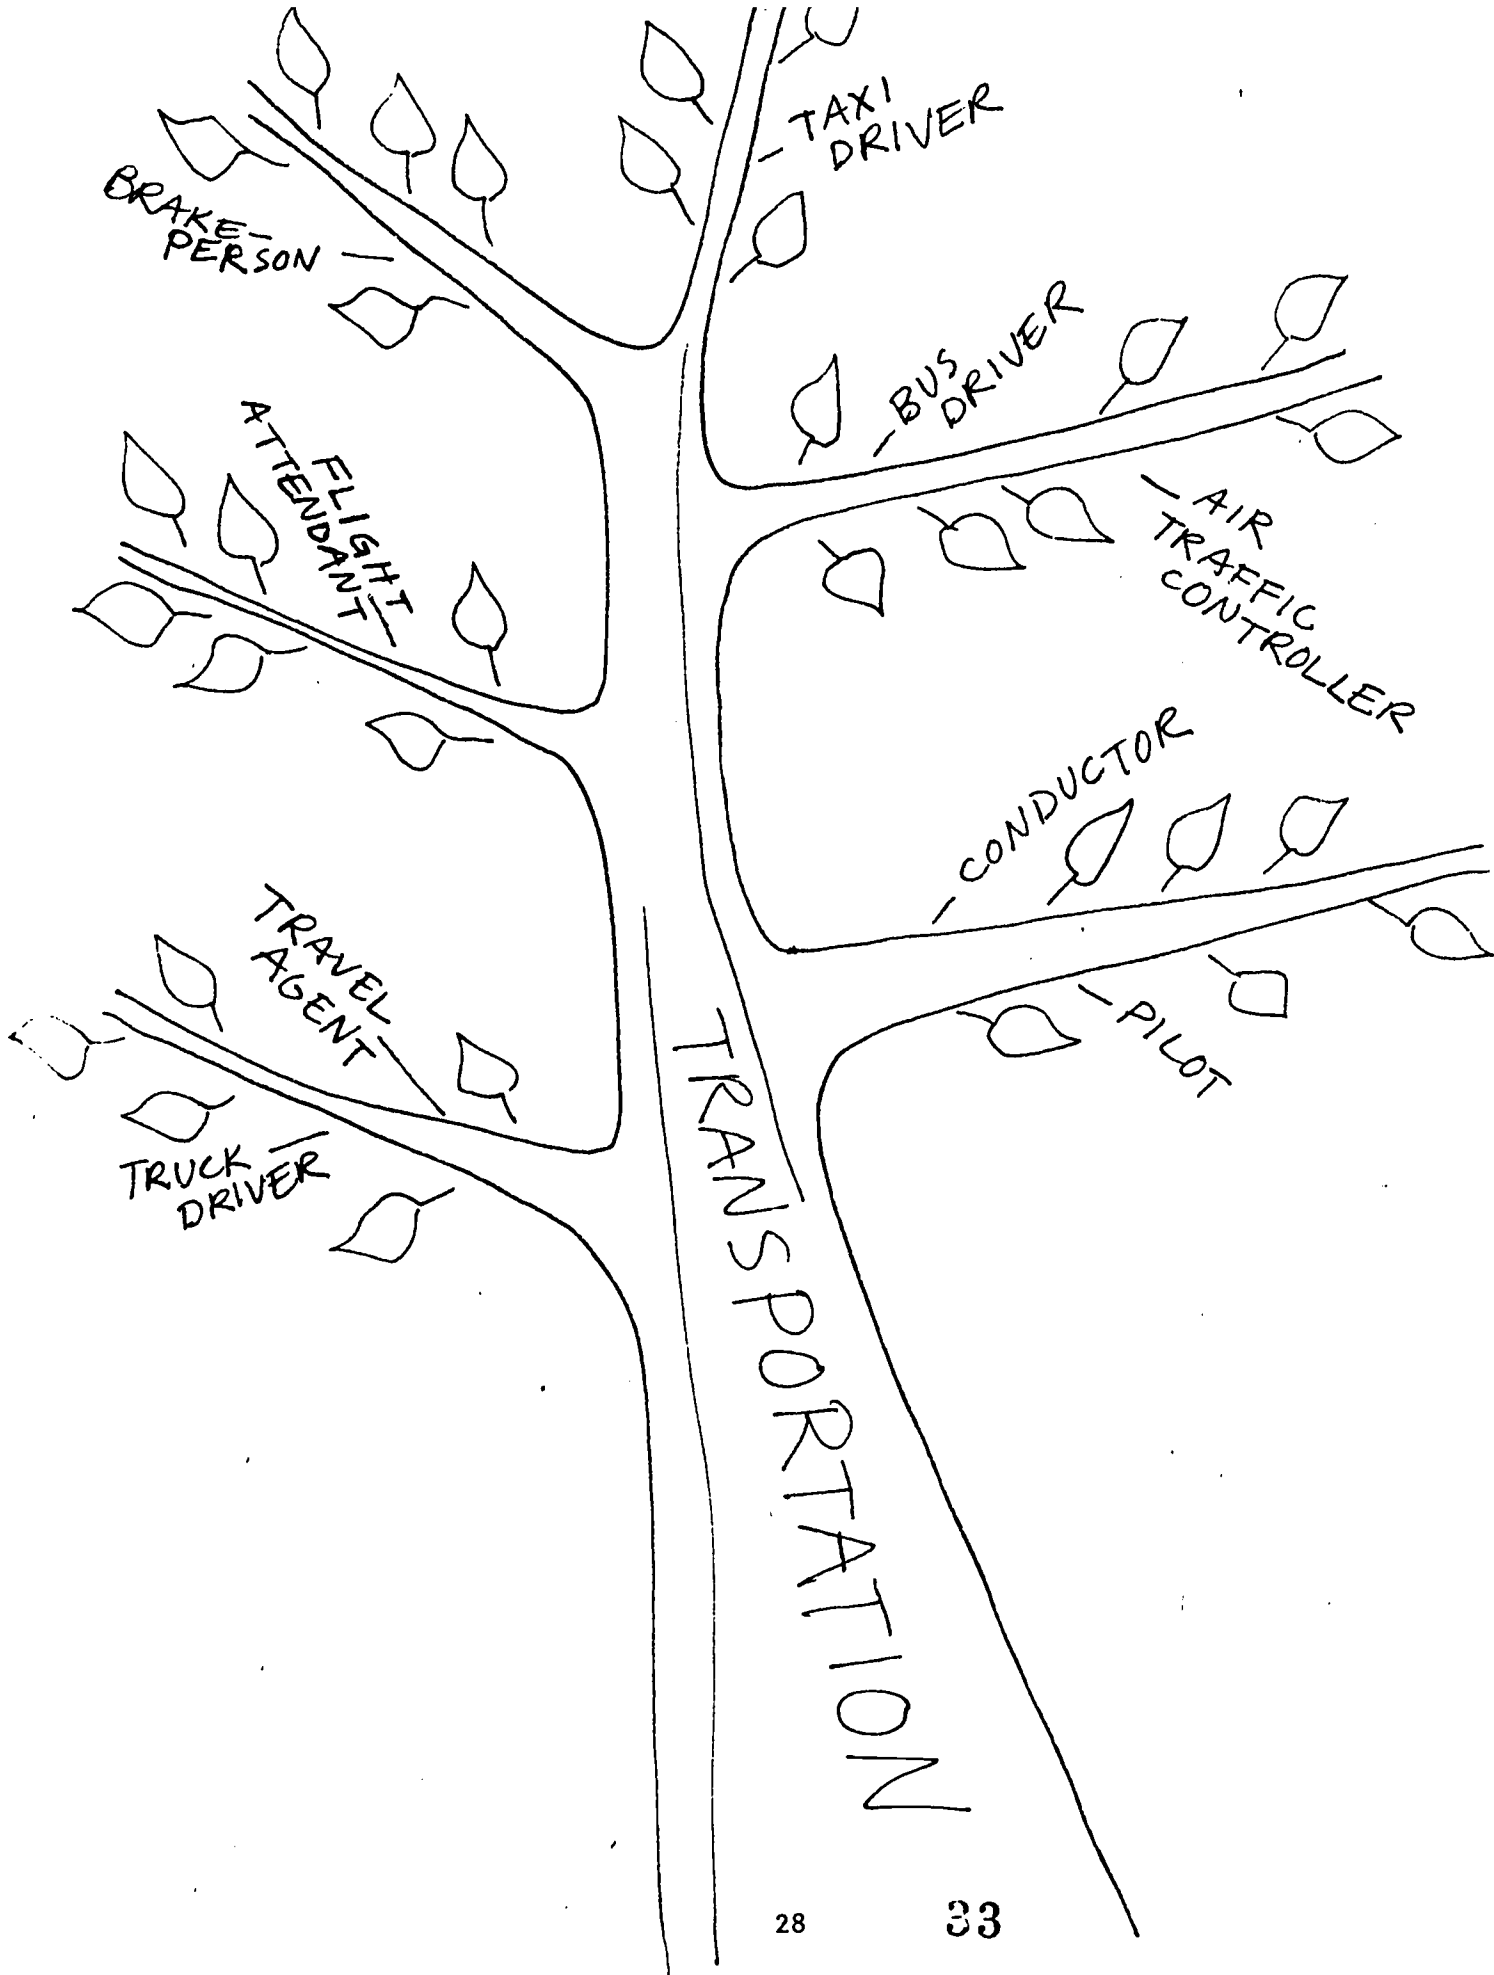 TAXI
DRIVER
BRAKE-
PERSON
BUS
DRIVER
FLIGHT
ATTENDANT
AIR
TRAFFIC
CONTROLLER
CONDUCTOR
TRAVEL
AGENT
PILOT
TRUCK
DRIVER
TRANSPORTATION
28
33